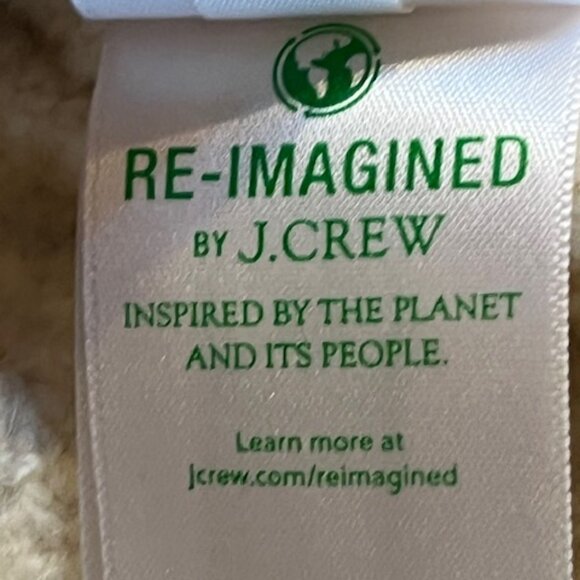 RE-IMAGINED
BY J.CREW
INSPIRED BY THE PLANET
AND ITS PEOPLE.
Learn more at
jcrew.com/reimagined